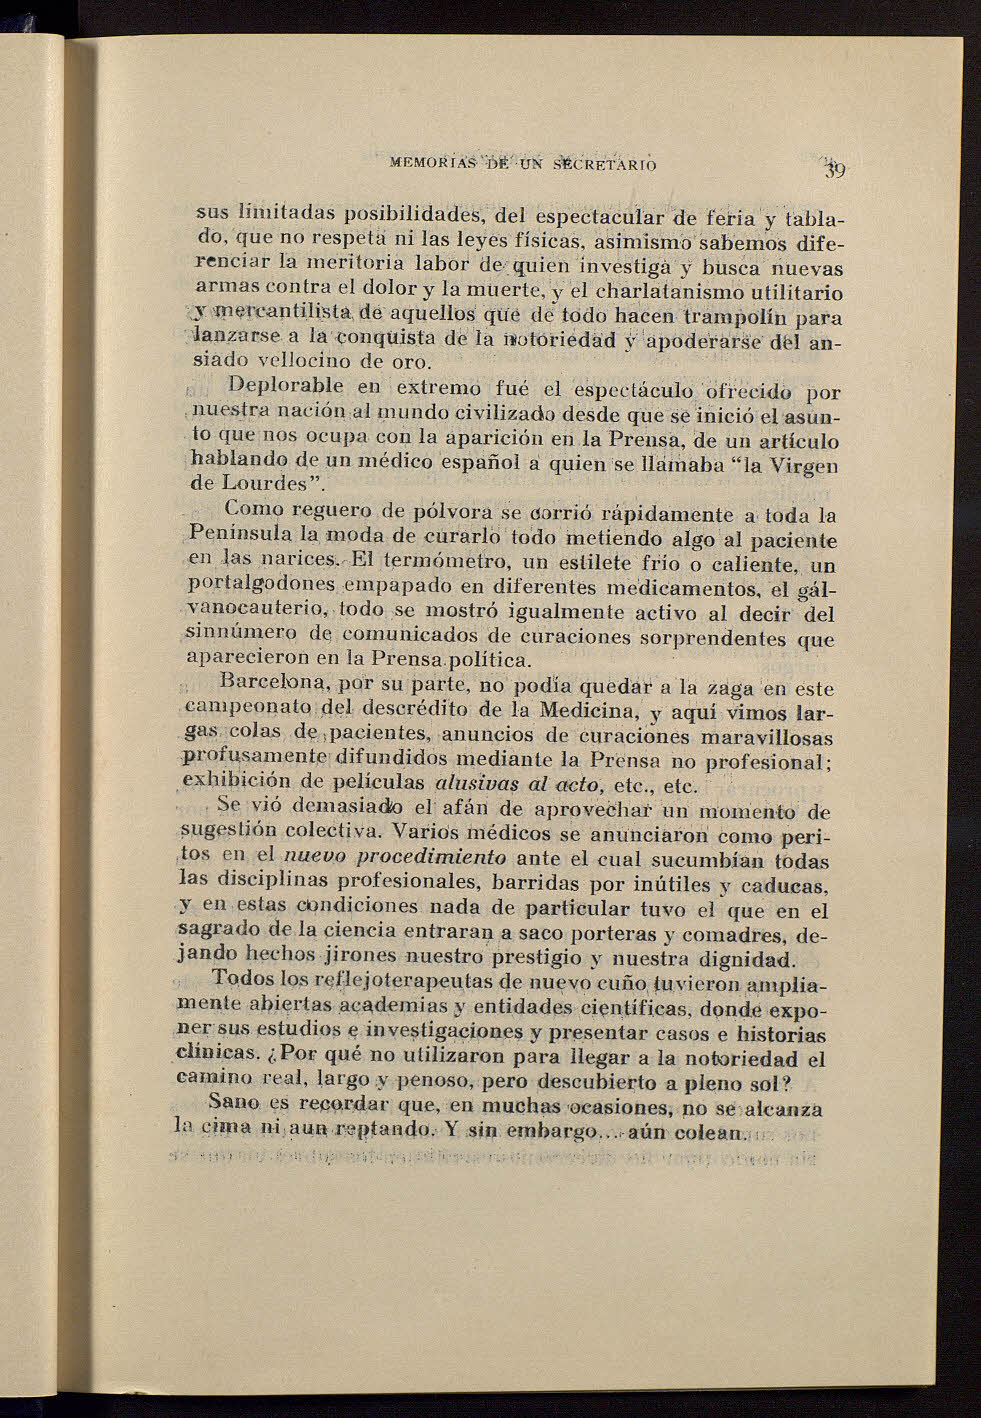 MEMORIAS DE UN SECRETARIO 39
sus limitadas posibilidades, del espectacular de feria y tabla-
do, que no respeta ni las leyes físicas, asimismo sabemos dife-
renciar la meritoria labor de quien investiga y busca nuevas
armas contra el dolor y la muerte, y el charlatanismo utilitario
y mercantilista de aquellos que de todo hacen trampolín para
lanzarse a la conquista de la notoriedad y apoderarse del an-
siado vellocino de oro.
Deplorable en extremo fué el espectáculo ofrecido por
nuestra nación al mundo civilizado desde que se inició el asun-
to que nos ocupa con la aparición en la Prensa, de un artículo
hablando de un médico español a quien se llamaba “la Virgen
de Lourdes”.
Como reguero de pólvora se corrió rápidamente a toda la
Península la moda de curarlo todo metiendo algo al paciente
en las narices. El termómetro, un estilete frío o caliente, un
portalgodones empapado en diferentes medicamentos, el gál-
vanocauterio, todo se mostró igualmente activo al decir del
sinnúmero de comunicados de curaciones sorprendentes que
aparecieron en la Prensa política.
Barcelona, por su parte, no podía quedar a la zaga en este
campeonato del descrédito de la Medicina, y aquí vimos lar-
gas colas de pacientes, anuncios de curaciones maravillosas
profusamente difundidos mediante la Prensa no profesional;
exhibición de películas alusivas al acto, etc., etc.
Se vió demasiado el afán de aprovechar un momento de
sugestión colectiva. Varios médicos se anunciaron como peri-
tos en el nuevo procedimiento ante el cual sucumbían todas
las disciplinas profesionales, barridas por inútiles y caducas,
y en estas condiciones nada de particular tuvo el que en el
sagrado de la ciencia entraran a saco porteras y comadres, de-
jando hechos jirones nuestro prestigio y nuestra dignidad.
Todos los reflejoterapeutas de nuevo cuño tuvieron amplia-
mente abiertas academias y entidades científicas, donde expo-
ner sus estudios e investigaciones y presentar casos e historias
clínicas. ¿Por qué no utilizaron para llegar a la notoriedad el
camino real, largo y penoso, pero descubierto a pleno sol?
Sano es recordar que, en muchas ocasiones, no se alcanza
la cima ni aun reptando. Y sin embargo... aún colean.